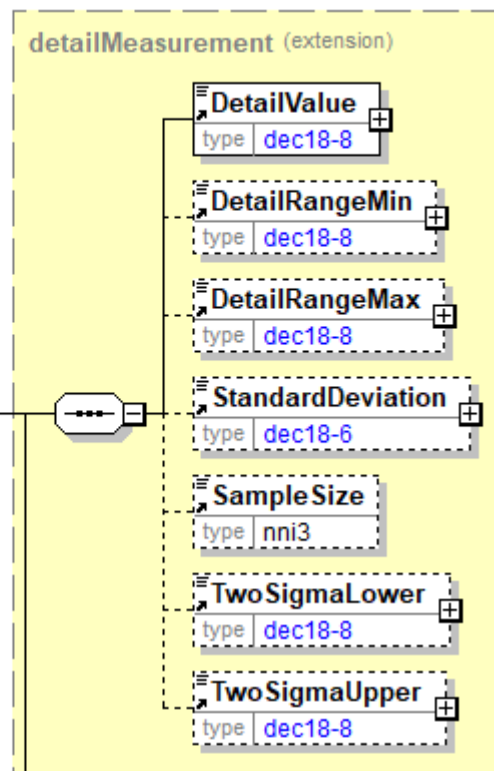 detailMeasurement (extension)
DetailValue
type dec18-8
DetailRangeMin
type dec18-8
DetailRangeMax
type dec18-8
StandardDeviation
type dec18-6
SampleSize
type nni3
TwoSigmaLower
type dec18-8
TwoSigmaUpper
type dec18-8